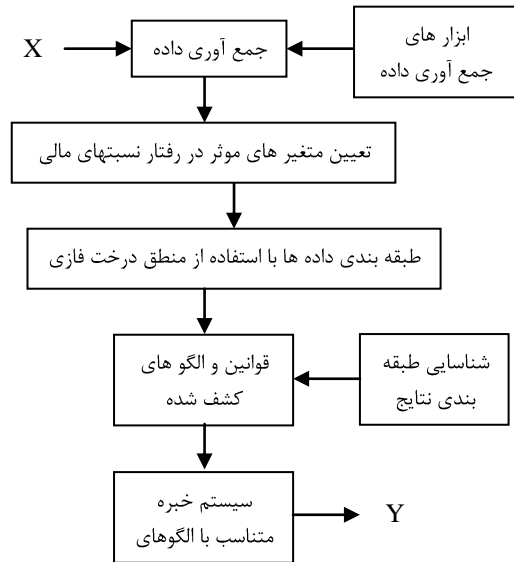 X
جمع آوری داده
ابزار های
جمع آوری داده
تعیین متغیر های موثر در رفتار نسبتهای مالی
طبقه بندی داده ها با استفاده از منطق درخت فازی
قوانین و الگو های
کشف شده
شناسایی طبقه
بندی نتایج
سیستم خبره
متناسب با الگوهای
Y